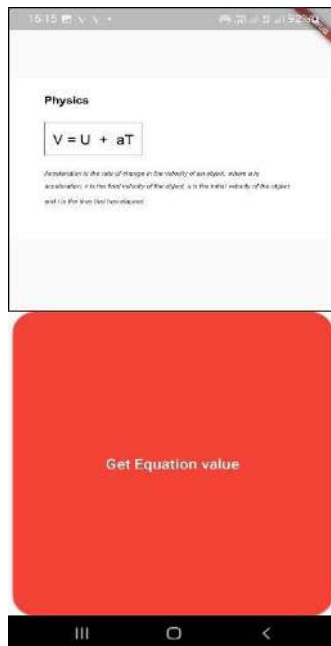 15:15
92%
Physics
V = U + aT
Acceleration is the rate of change in the velocity of an object, where a is
acceleration, v is the final velocity of the object, u is the initial velocity of the object
and t is the time that has elapsed.
Get Equation value